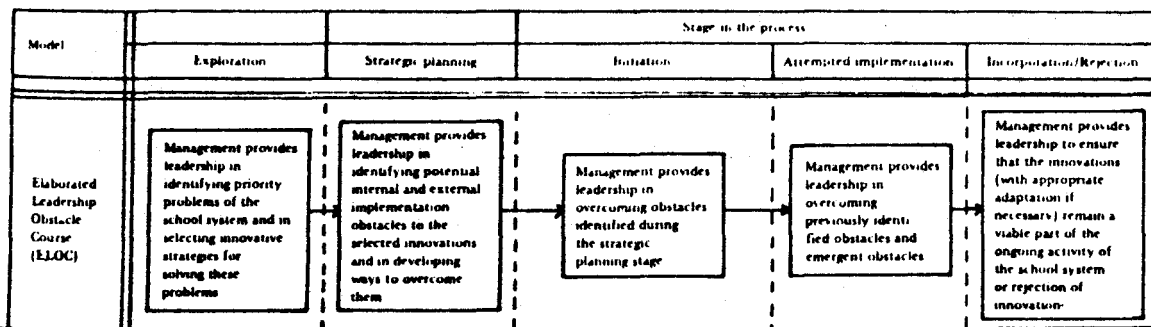 Stage in the process
Model
Exploration
Strategic planning
Initiation
Attempted implementation
Incorporation/Rejection
Elaborated
Leadership
Obstacle
Course
(ELOC)
Management provides
leadership in
identifying priority
problems of the
school system and in
selecting innovative
strategies for
solving these
problems
Management provides
leadership in
identifying potential
internal and external
implementation
obstacles to the
selected innovations
and in developing
ways to overcome
them
Management provides
leadership in
overcoming obstacles
identified during
the strategic
planning stage
Management provides
leadership in
overcoming
previously identi
fied obstacles and
emergent obstacles
Management provides
leadership to ensure
that the innovations
(with appropriate
adaptation if
necessary) remain a
viable part of the
ongoing activity of
the school system
or rejection of
innovation-